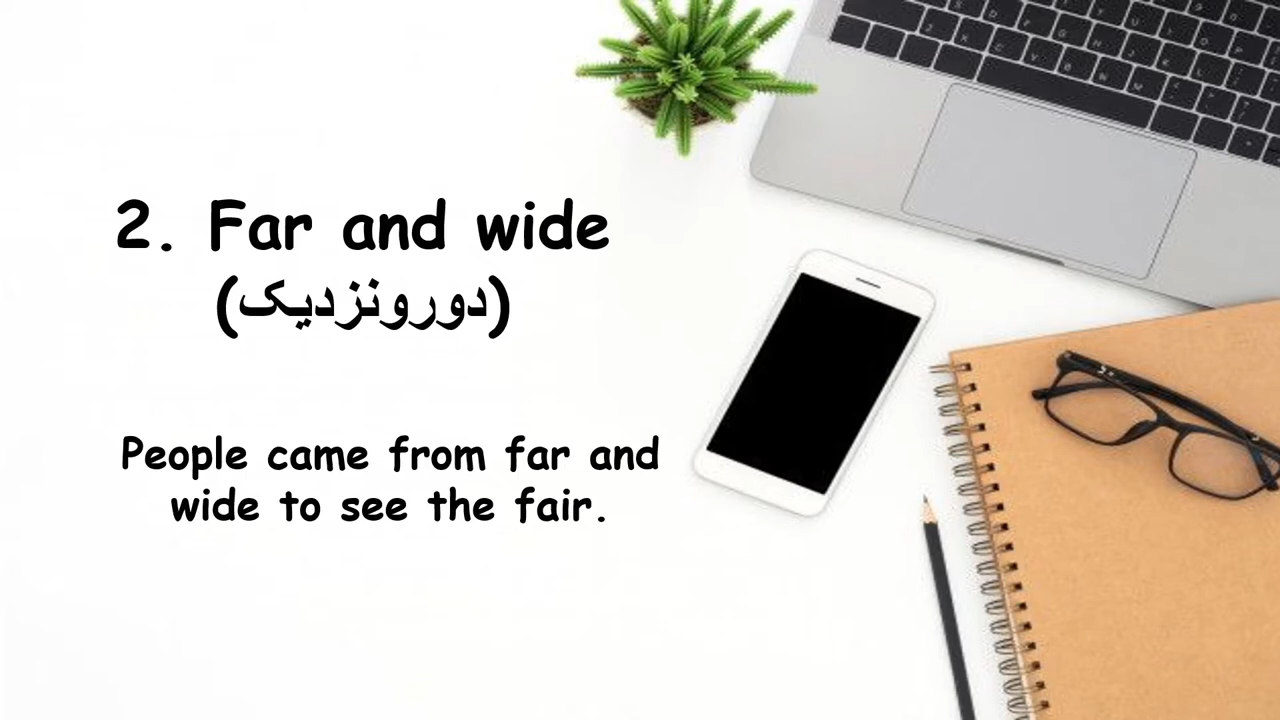 2. Far and wide
(دورونزدیک)
People came from far and
wide to see the fair.